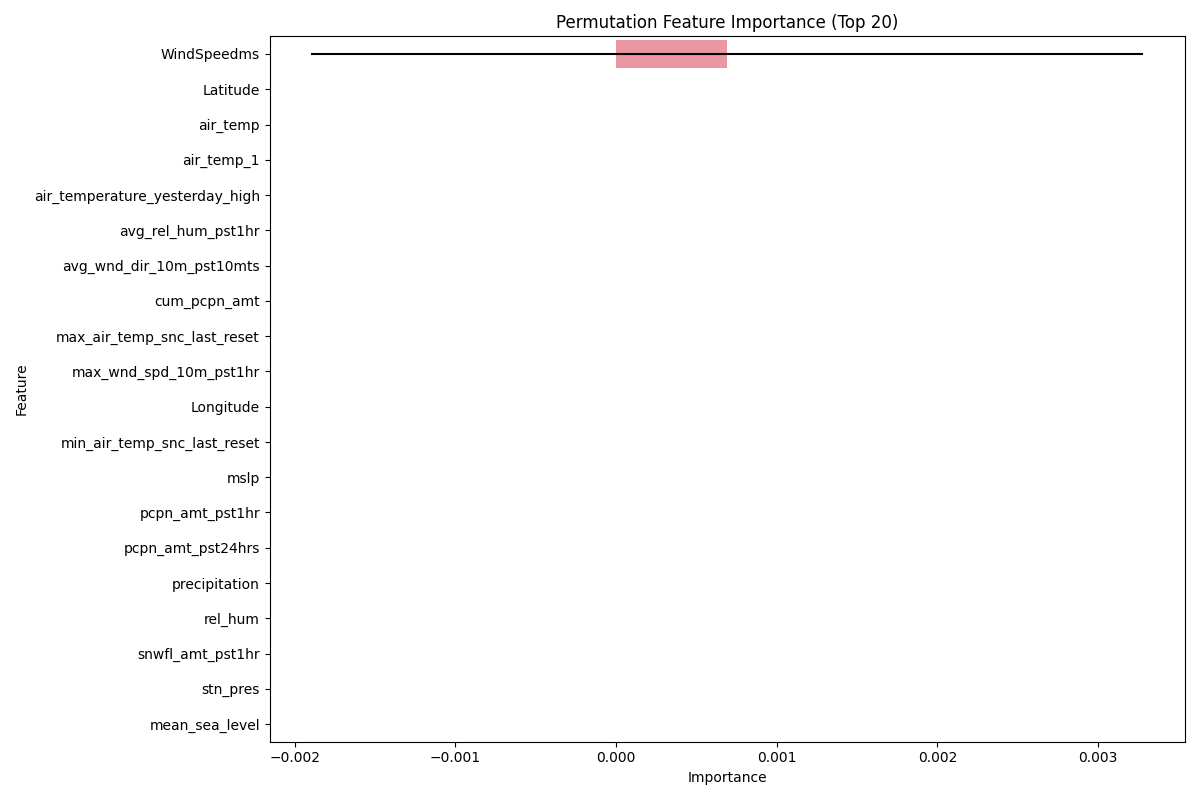 Permutation Feature Importance (Top 20)
WindSpeedms
Latitude
air_temp
air_temp_1
air_temperature_yesterday_high
avg_rel_hum_pst1hr
avg_wnd_dir_10m_pst10mts
cum_pcpn_amt
max_air_temp_snc_last_reset
max_wnd_spd_10m_pst1hr
Longitude
min_air_temp_snc_last_reset
mslp
pcpn_amt_pst1hr
pcpn_amt_pst24hrs
precipitation
rel_hum
snwfl_amt_pst1hr
stn_pres
mean_sea_level
Feature
−0.002 −0.001 0.000 0.001 0.002 0.003
Importance